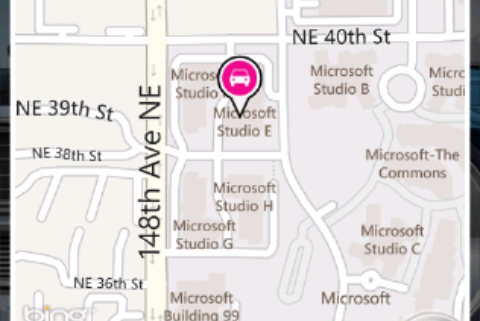 NE 40th St
Microsoft
Studio B
Studio
Microsoft
Studio E
NE 39th St
148th Ave NE
NE 38th St
Microsoft-The
Commons
Microsoft
Studio H
Microsoft
Studio G
Microsoft
Studio C
NE 36th St
Microsoft
Building 99
Microsoft
bing